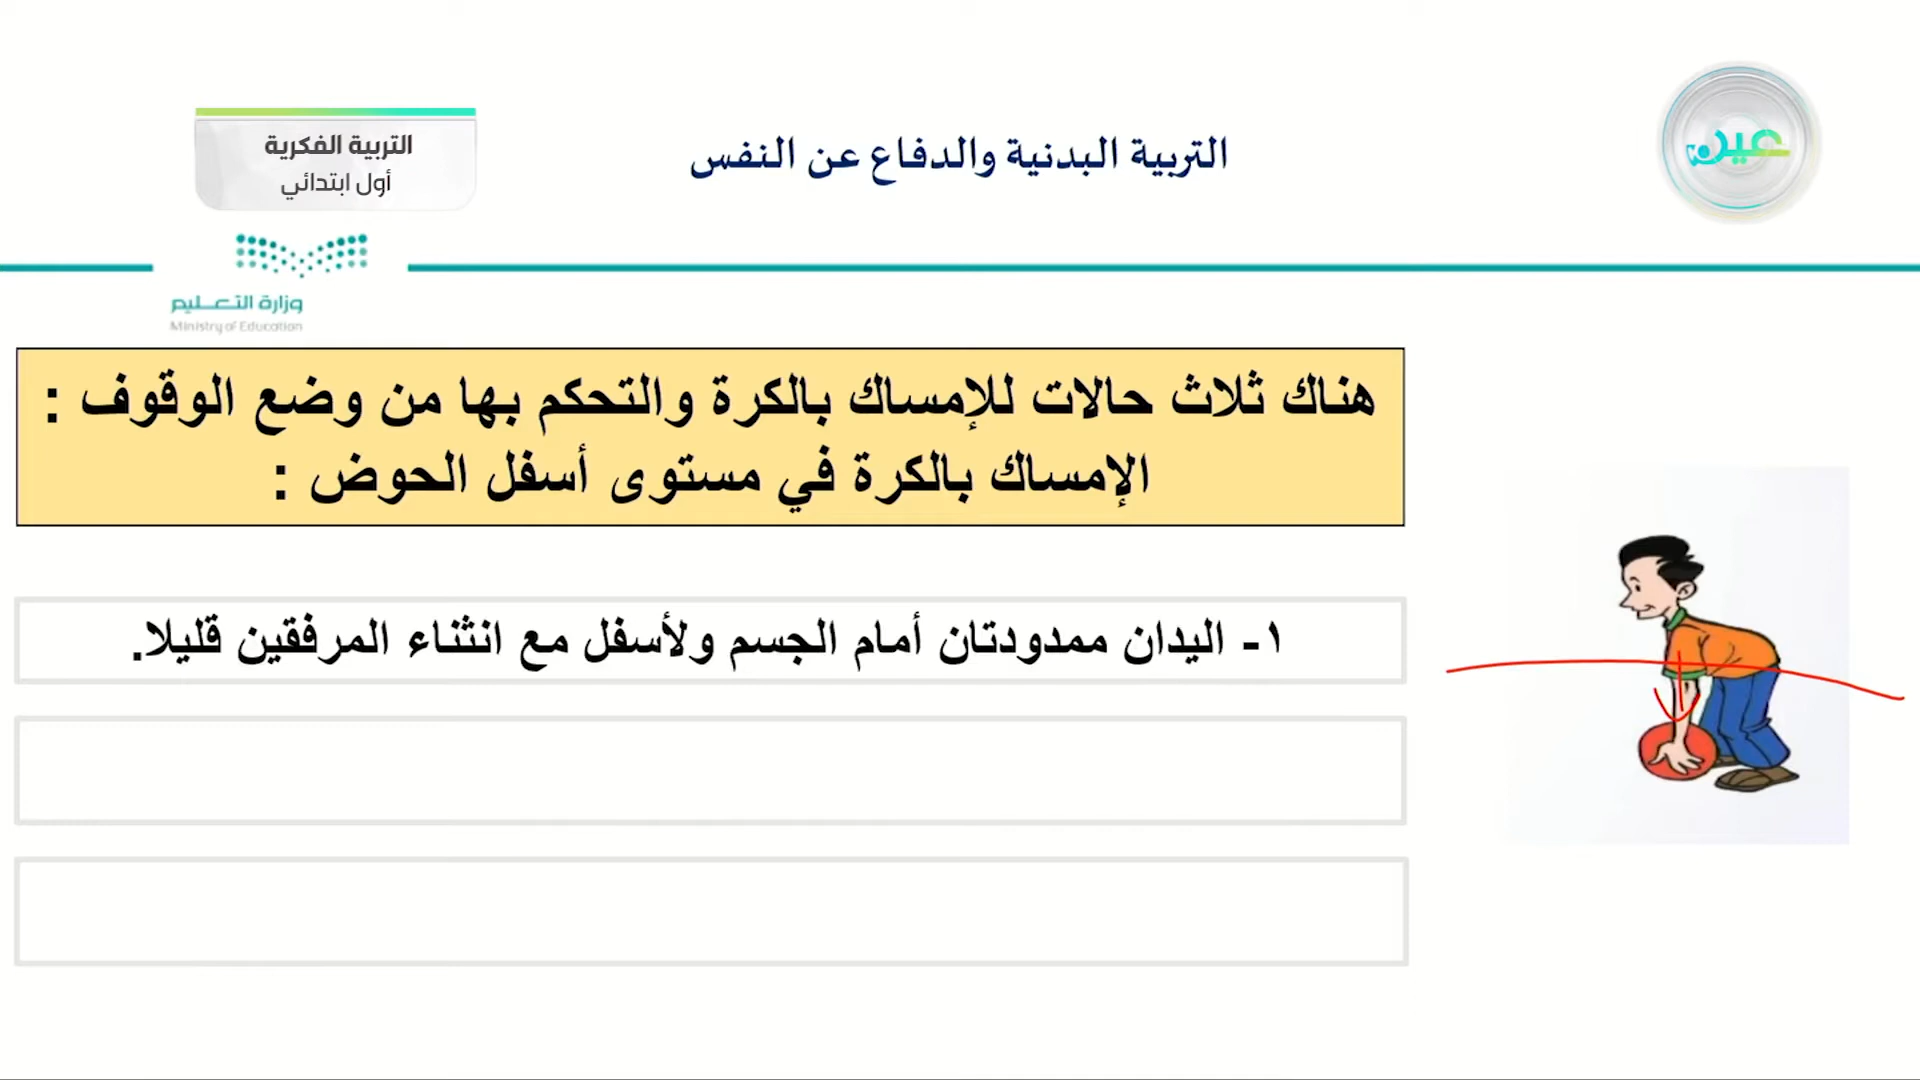 عين
التربية البدنية والدفاع عن النفس
التربية الفكرية
أول ابتدائي
وزارة التعليم
Ministry of Education
هناك ثلاث حالات للإمساك بالكرة والتحكم بها من وضع الوقوف :
الإمساك بالكرة في مستوى أسفل الحوض :
١- اليدان ممدودتان أمام الجسم ولأسفل مع انثناء المرفقين قليلا.